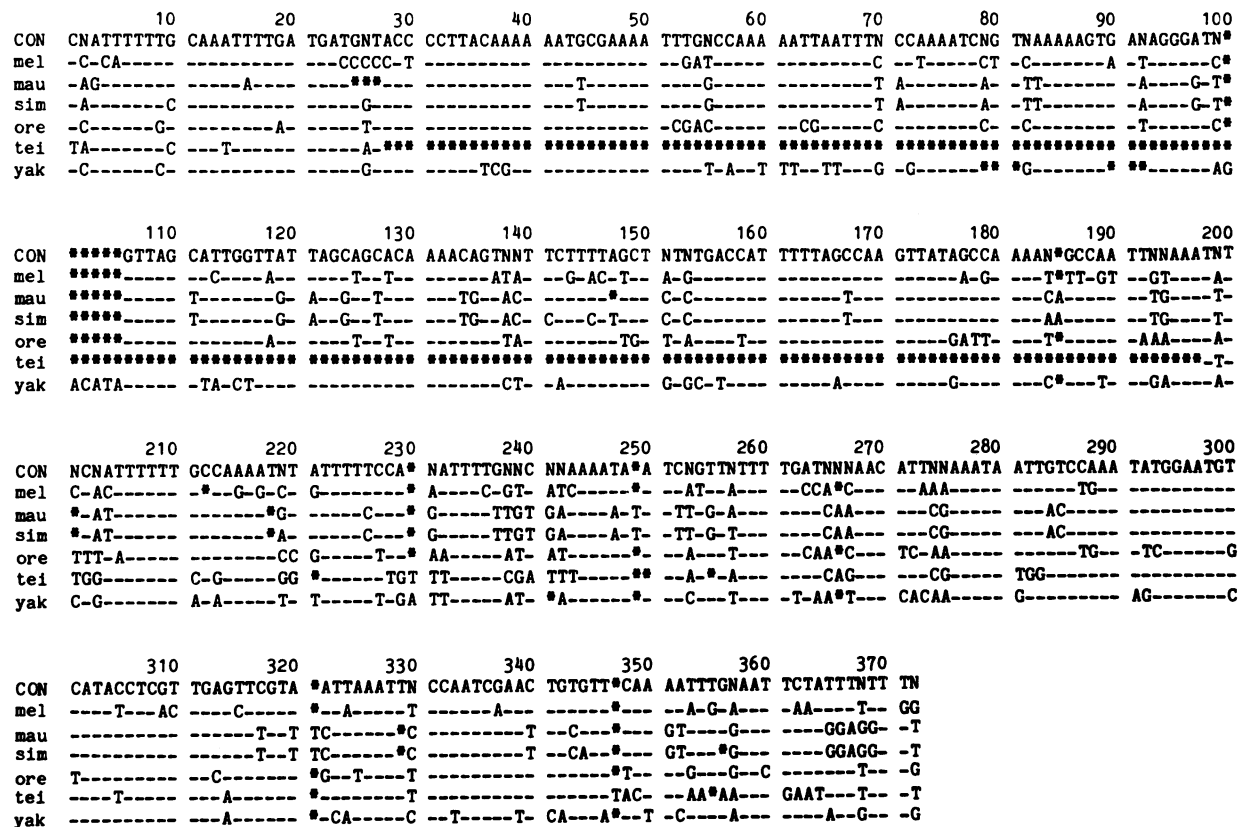 10 20 30 40 50 60 70 80 90 100
CON CNATTTTTTG CAAATTTTGA TGATGNTACC CCTTACAAAA AATGCGAAAA TTTGNCCAAA AATTAATTTN CCAAAATCNG TNAAAAAGTG ANAGGGATN*
mel -C-CA----- ---------- ---CCCCC-T ---------- ---------- ---GAT---- ---------C --T-----CT -C-------A -T------C*
mau -AG------- -----A---- ----***--- ---------- ---T------ ----G----- ---------T A-------A- -TT------- -A----G-T*
sim -A-------C ---------- -----G---- ---------- ---T------ ----G----- ---------T A-------A- -TT------- -A----G-T*
ore -C------G- --------A- -----T---- ---------- ---------- --CGAC---- --CG-----C --------C- -C-------- -T------C*
tei TA-------C ---T------ -----A-*** ********** ********** ********** ********** ********** ********** **********
yak -C------C- ---------- -----G---- -----TCG-- ---------- ----T-A--T TT--TT---G -G------** *G-------* **------AG
110 120 130 140 150 160 170 180 190 200
CON *****GTTAG CATTGGTTAT TAGCAGCACA AAACAGTNNT TCTTTTAGCT NTNTGACCAT TTTTAGCCAA GTTATAGCCA AAAN*GCCAA TTNNAAATNT
mel *****----- --C----A-- ----T--T-- ------ATA- --G-AC-T-- A-G------- ---------- -------A-G ---T*TT-GT --GT----A-
mau *****----- T-------G- A--G--T--- ---TG--AC- ------*--- C-C------- ------T--- ---------- ---CA----- --TG----T-
sim *****----- T-------G- A--G--T--- ---TG--AC- C---C-T--- C-C------- ------T--- ---------- ---AA----- --TG----T-
ore *****----- -------A-- ----T--T-- -------TA- -------TG- T-A----T-- ---------- ------GATT ---T*----- -AAA----A-
tei ********** ********** ********** ********** ********** ********** ********** ********** ********** *******-T-
yak ACATA----- -TA-CT---- ---------- -------CT- -A-------- G-GC-T---- -----A---- ------G--- ---C*--T-- --GA----A-
210 220 230 240 250 260 270 280 290 300
CON NCNATTTTTT GCCAAAATNT ATTTTTCCA* NATTTTGNNC NNAAAATA*A TCNGTTNTTT TGATNNNAAC ATTNNAAATA ATTGTCCAAA TATGGAATGT
mel C-AC------ -*--G-G-C- G--------* A----C-GT- ATC-----*- --AT--A--- --CCA*C--- --AAA----- -----TG--- ----------
mau *-AT------ -------*G- ------C--* G-----TTGT GA----A-T- -TT-G-A--- ----CAA--- ---CG----- ---AC----- ----------
sim *-AT------ -------*A- ------C--* G-----TTGT GA----A-T- -TT-G-T--- ----CAA--- ---CG----- ---AC----- ----------
ore TTT-A----- --------CC G-----T--* AA-----AT- AT------*- --A---T--- --CAA*C--- TC-AA----- -----TG--- -TC------G
tei TGG------- C-G-----GG *------TGT TT-----CGA TTT-----** --A-*-A--- ----CAG--- ---CG----- TGG------- ----------
yak C-G------- A-A-----T- T------T-GA TT-----AT- *A------*- --C---T--- -T-AA*T--- CACAA----- G--------- AG-------C
310 320 330 340 350 360 370
CON CATACCTCGT TGAGTTCGTA *ATTAAATTN CCAATCGAAC TGTGTT*CAA AATTTGNAAT TCTATTTNTT TN
mel ----T---AC ----C----- *--A-----T ------A--- ------*--- --A-G-A--- -AA----T-- GG
mau ---------- ------T--T TC------*C ---------T --C---*--- GT----G--- ----GGAGG- -T
sim ---------- ------T--T TC------*C ---------T --CA--*--- GT----*G-- ----GGAGG- -T
ore T--------- ---C------ *G--T----T ---------- ------*T-- ---G--G--C -------T-- -G
tei ----T----- ----A----- *--------T ---------- ------TAC- --AA*AA--- GAAT---T-- -T
yak ---------- ----A----- *-CA-----C --T-----T- CA---A*--T -C----A--- ----A--G-- -G